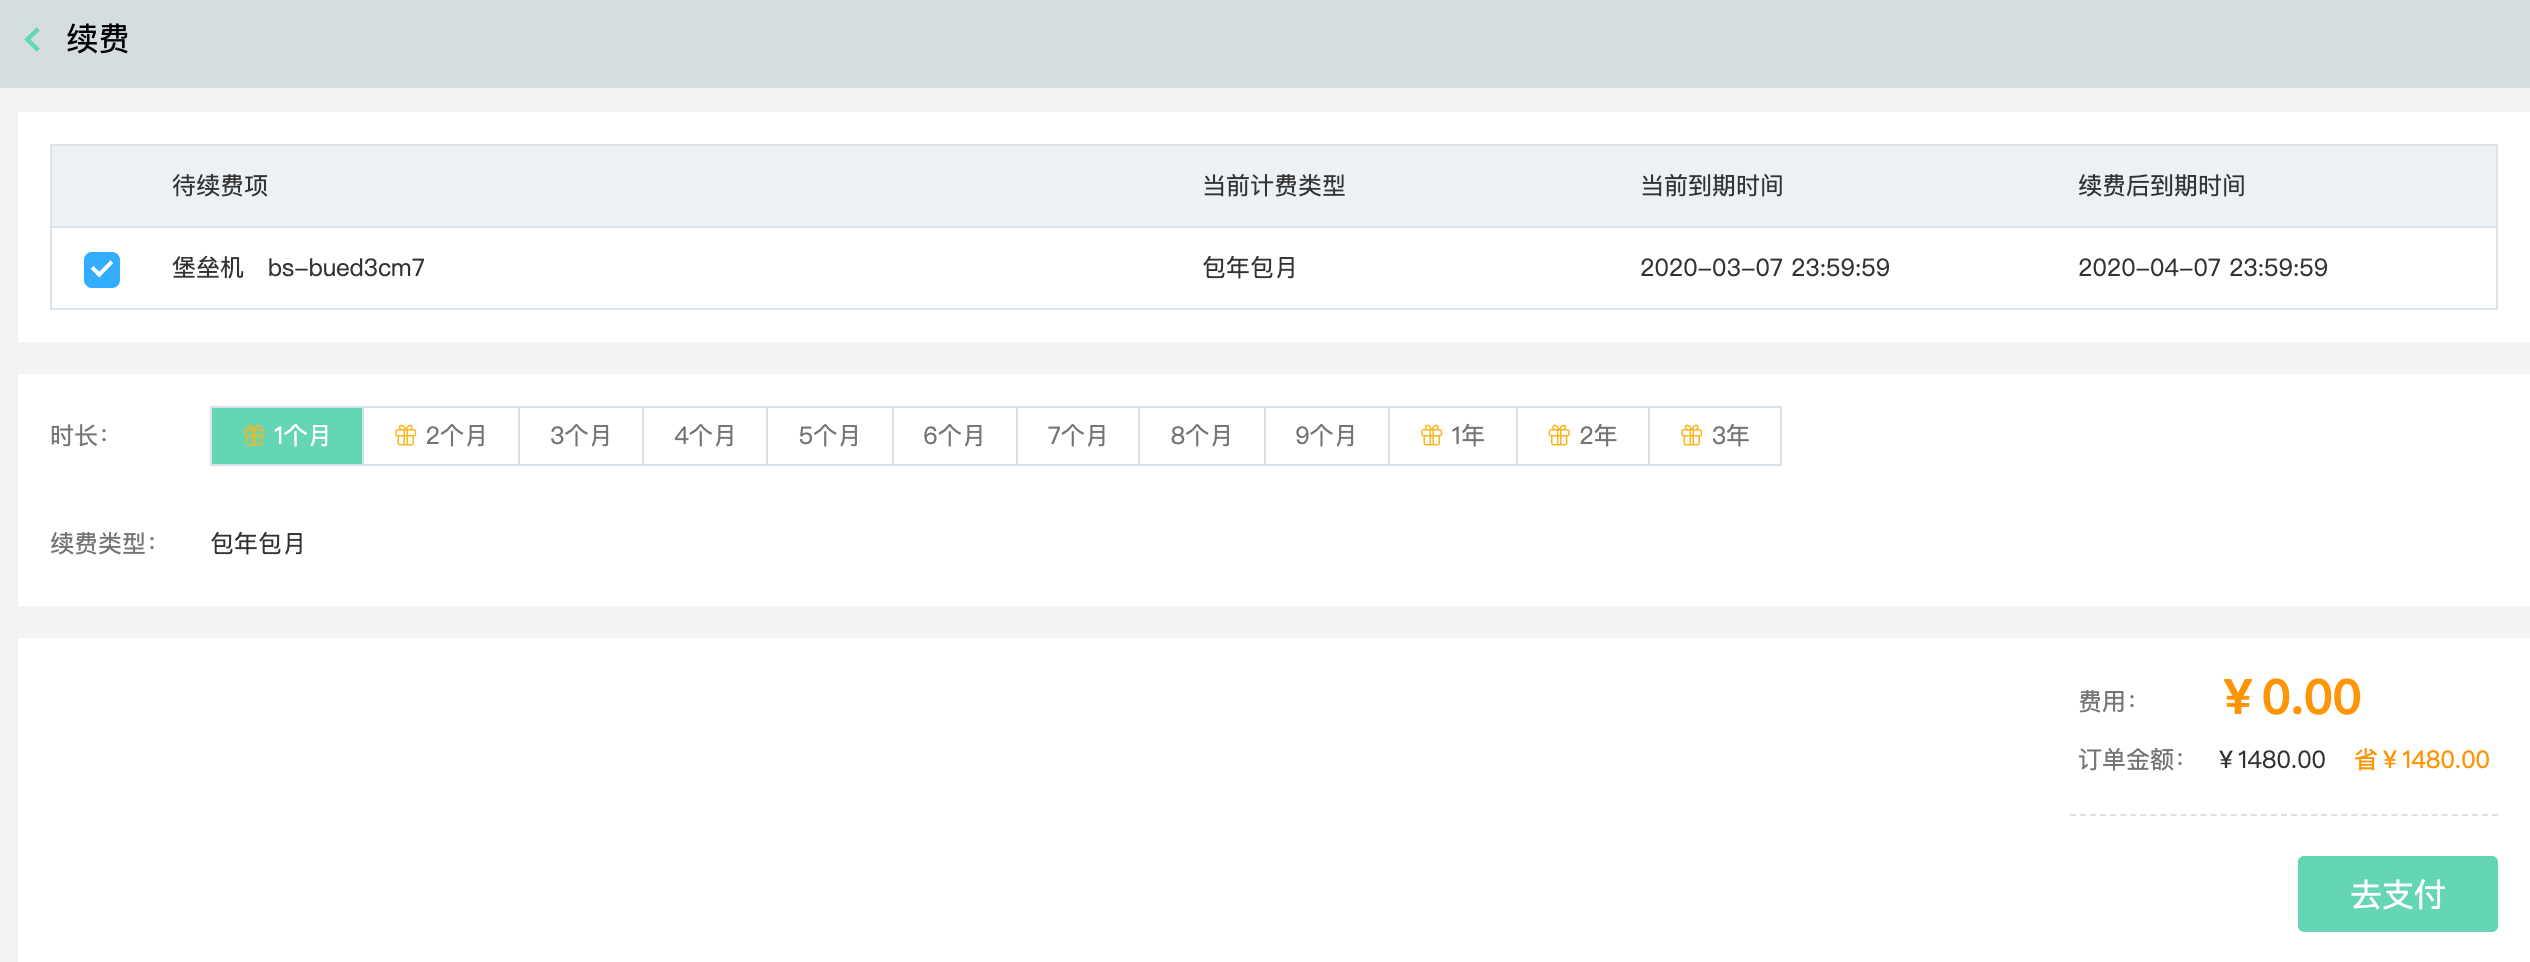 续费
待续费项 当前计费类型 当前到期时间 续费后到期时间
堡垒机 bs-bued3cm7 包年包月 2020-03-07 23:59:59 2020-04-07 23:59:59
时长: 1个月 2个月 3个月 4个月 5个月 6个月 7个月 8个月 9个月 1年 2年 3年
续费类型: 包年包月
费用: ¥0.00
订单金额: ¥1480.00 省¥1480.00
去支付